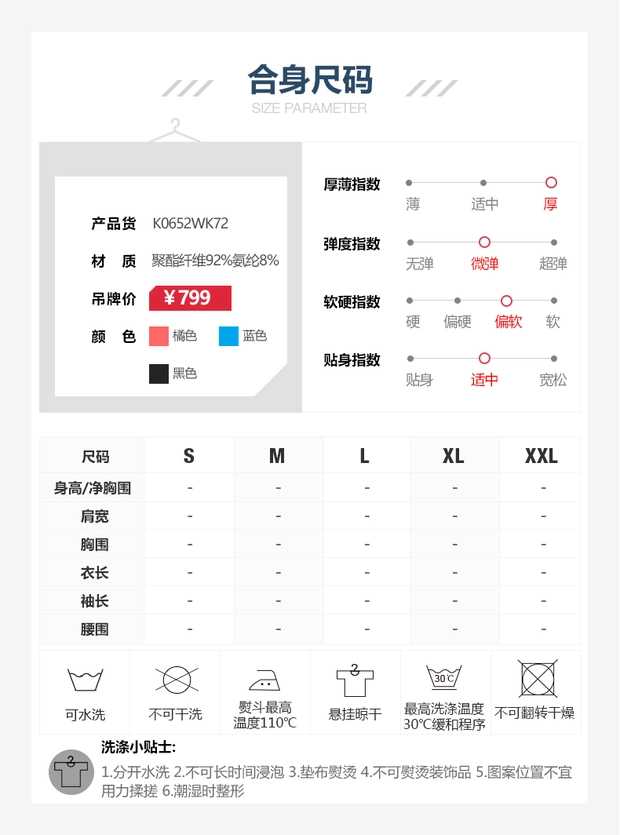 合身尺码
SIZE PARAMETER
产品货 K0652WK72
材 质 聚酯纤维92%氨纶8%
吊牌价 ￥799
颜 色 橘色 蓝色
黑色
厚薄指数
薄 适中 厚
弹度指数
无弹 微弹 超弹
软硬指数
硬 偏硬 偏软 软
贴身指数
贴身 适中 宽松
尺码 S M L XL XXL
身高/净胸围 - - - - -
肩宽 - - - - -
胸围 - - - - -
衣长 - - - - -
袖长 - - - - -
腰围 - - - - -
30℃
可水洗 不可干洗 熨斗最高 悬挂晾干 最高洗涤温度 不可翻转干燥
温度110℃ 30℃缓和程序
洗涤小贴士:
1.分开水洗 2.不可长时间浸泡 3.垫布熨烫 4.不可熨烫装饰品 5.图案位置不宜
用力揉搓 6.潮湿时整形